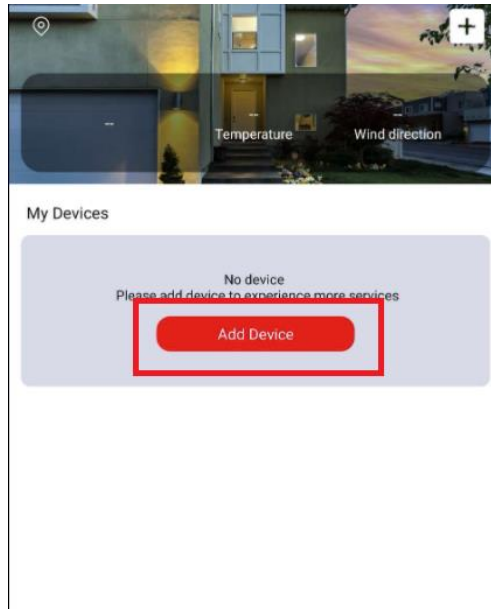 +
--
--
--
Temperature
Wind direction
My Devices
No device
Please add device to experience more services
Add Device